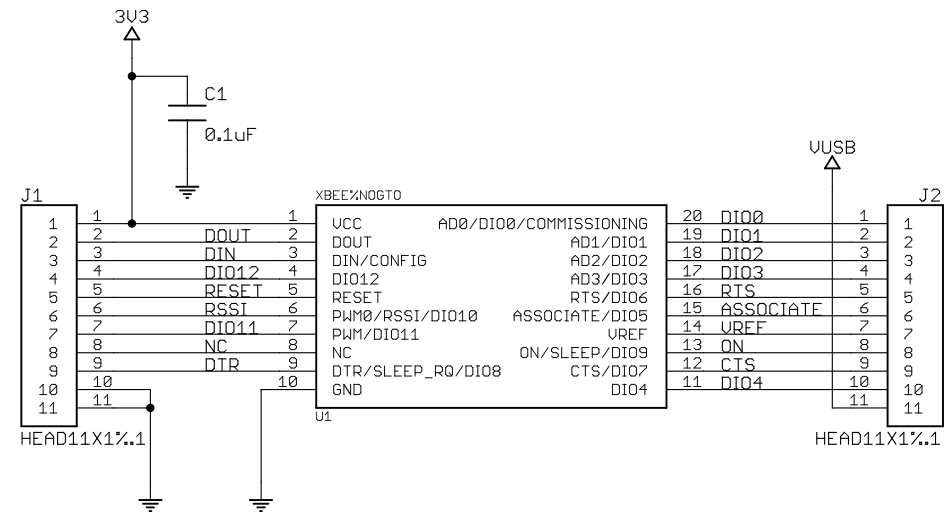 3V3
C1
0.1uF
VUSB
J1
XBEE%NOGTO
J2
1 1 1 VCC AD0/DIO0/COMMISSIONING 20 DIO0 1 1
2 2 DOUT 2 DOUT AD1/DIO1 19 DIO1 2 2
3 3 DIN 3 DIN/CONFIG AD2/DIO2 18 DIO2 3 3
4 4 DIO12 4 DIO12 AD3/DIO3 17 DIO3 4 4
5 5 RESET 5 RESET RTS/DIO6 16 RTS 5 5
6 6 RSSI 6 PWM0/RSSI/DIO10 ASSOCIATE/DIO5 15 ASSOCIATE 6 6
7 7 DIO11 7 PWM/DIO11 VREF 14 VREF 7 7
8 8 NC 8 NC ON/SLEEP/DIO9 13 ON 8 8
9 9 DTR 9 DTR/SLEEP_RQ/DIO8 CTS/DIO7 12 CTS 9 9
10 10 10 GND DIO4 11 DIO4 10 10
11 11 11 11
U1
HEAD11X1%.1
HEAD11X1%.1